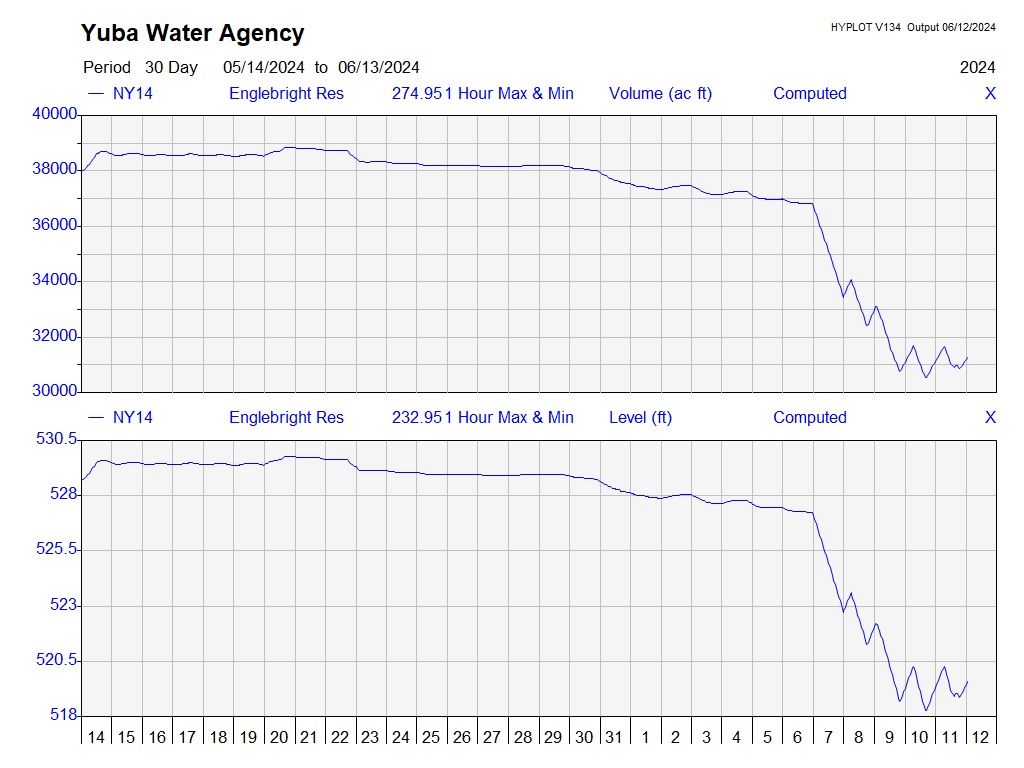 Yuba Water Agency
HYPLOT V134 Output 06/12/2024
Period 30 Day 05/14/2024 to 06/13/2024
2024
NY14 Englebright Res 274.951 Hour Max & Min Volume (ac ft) Computed X
40000
38000
36000
34000
32000
30000
NY14 Englebright Res 232.951 Hour Max & Min Level (ft) Computed X
530.5
528
525.5
523
520.5
518
14 15 16 17 18 19 20 21 22 23 24 25 26 27 28 29 30 31 1 2 3 4 5 6 7 8 9 10 11 12